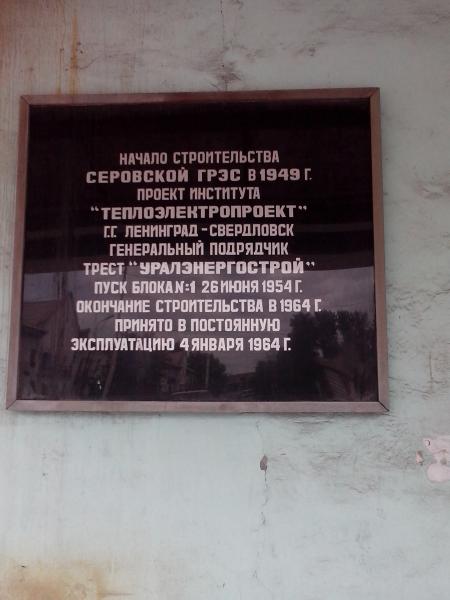 НАЧАЛО СТРОИТЕЛЬСТВА
СЕРОВСКОЙ ГРЭС В 1949 Г.
ПРОЕКТ ИНСТИТУТА
"ТЕПЛОЭЛЕКТРОПРОЕКТ"
Г.Г. ЛЕНИНГРАД-СВЕРДЛОВСК
ГЕНЕРАЛЬНЫЙ ПОДРЯДЧИК
ТРЕСТ "УРАЛЭНЕРГОСТРОЙ"
ПУСК БЛОКА №1 26 ИЮНЯ 1954 Г.
ОКОНЧАНИЕ СТРОИТЕЛЬСТВА В 1964 Г.
ПРИНЯТО В ПОСТОЯННУЮ
ЭКСПЛУАТАЦИЮ 4 ЯНВАРЯ 1964 Г.